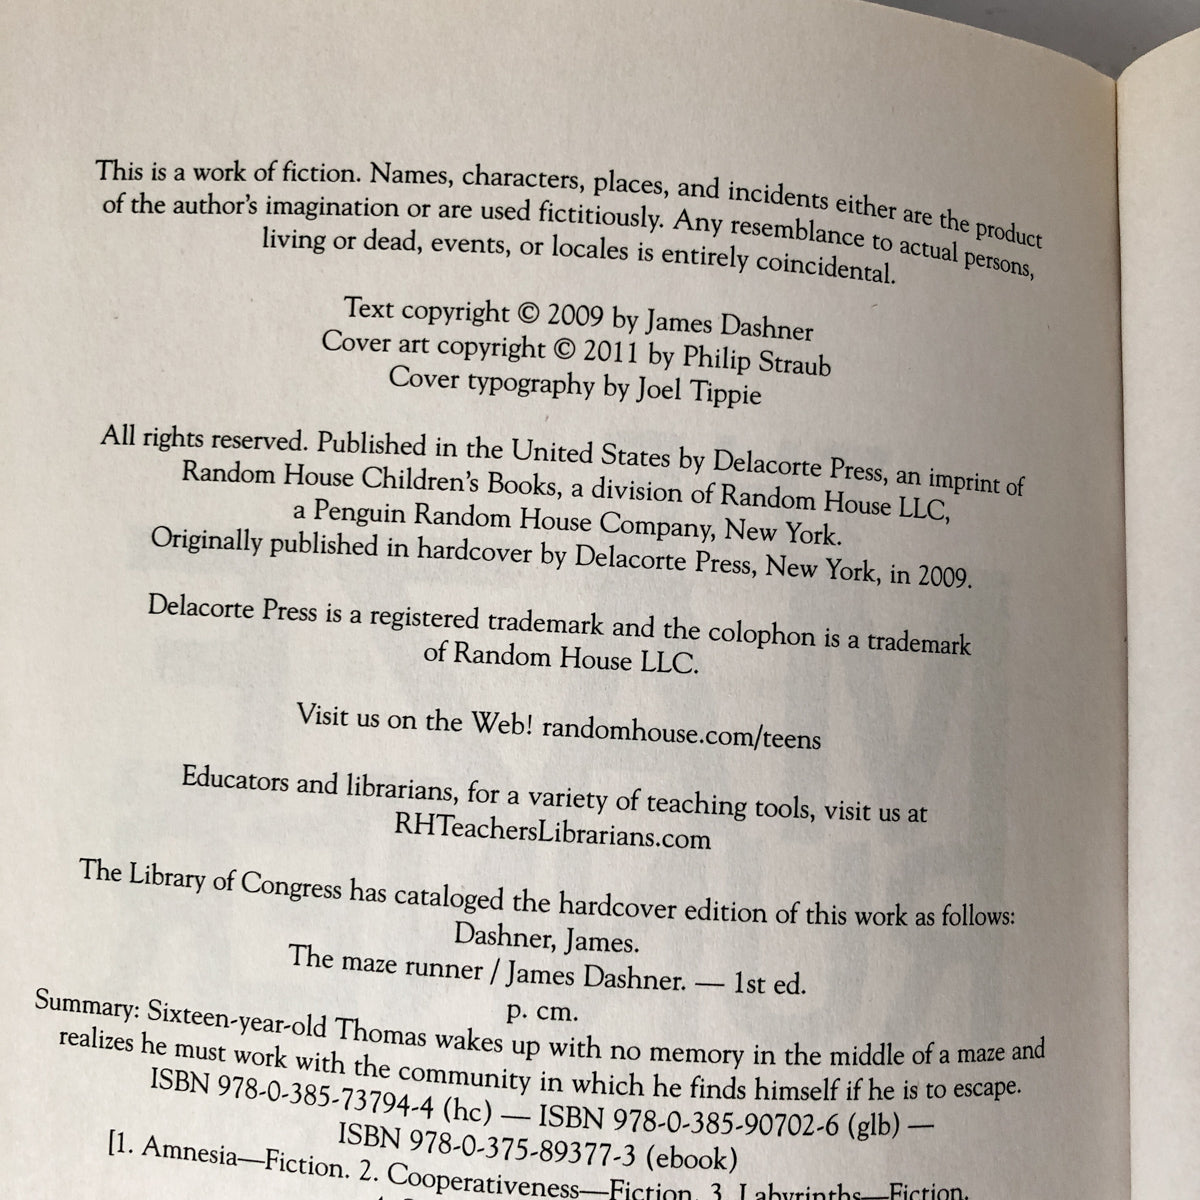 This is a work of fiction. Names, characters, places, and incidents either are the product
of the author's imagination or are used fictitiously. Any resemblance to actual persons,
living or dead, events, or locales is entirely coincidental.
Text copyright © 2009 by James Dashner
Cover art copyright © 2011 by Philip Straub
Cover typography by Joel Tippie
All rights reserved. Published in the United States by Delacorte Press, an imprint of
Random House Children's Books, a division of Random House LLC,
a Penguin Random House Company, New York.
Originally published in hardcover by Delacorte Press, New York, in 2009.
Delacorte Press is a registered trademark and the colophon is a trademark
of Random House LLC.
Visit us on the Web! randomhouse.com/teens
Educators and librarians, for a variety of teaching tools, visit us at
RHTeachersLibrarians.com
The Library of Congress has cataloged the hardcover edition of this work as follows:
Dashner, James.
The maze runner / James Dashner. — 1st ed.
p. cm.
Summary: Sixteen-year-old Thomas wakes up with no memory in the middle of a maze and
realizes he must work with the community in which he finds himself if he is to escape.
ISBN 978-0-385-73794-4 (hc) — ISBN 978-0-385-90702-6 (glb) —
ISBN 978-0-375-89377-3 (ebook)
[1. Amnesia—Fiction. 2. Cooperativeness—Fiction. 3. Labyrinths—Fiction.